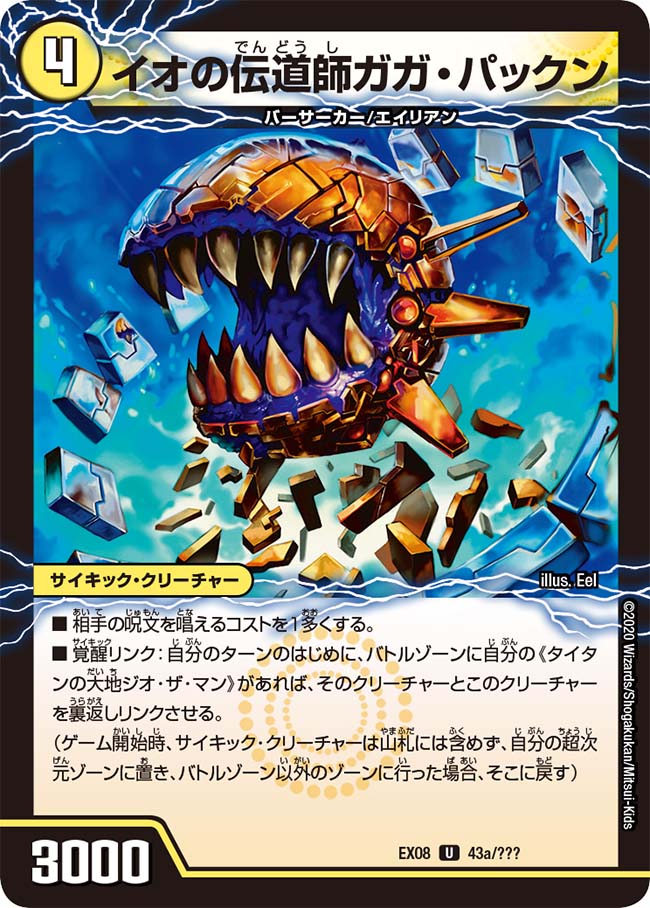 4
イオの伝道師ガガ・パックン
でんどうし
バーサーカー/エイリアン
サイキック・クリーチャー
illus. Eel
■ 相手の呪文を唱えるコストを1多くする。
■ 覚醒リンク：自分のターンのはじめに、バトルゾーンに自分の《タイタ
ンの大地ジオ・ザ・マン》があれば、そのクリーチャーとこのクリーチャー
を裏返しリンクさせる。
（ゲーム開始時、サイキック・クリーチャーは山札には含めず、自分の超次
元ゾーンに置き、バトルゾーン以外のゾーンに行った場合、そこに戻す）
©2020 Wizards/Shogakukan/Mitsui-Kids
3000
EX08 U 43a/???